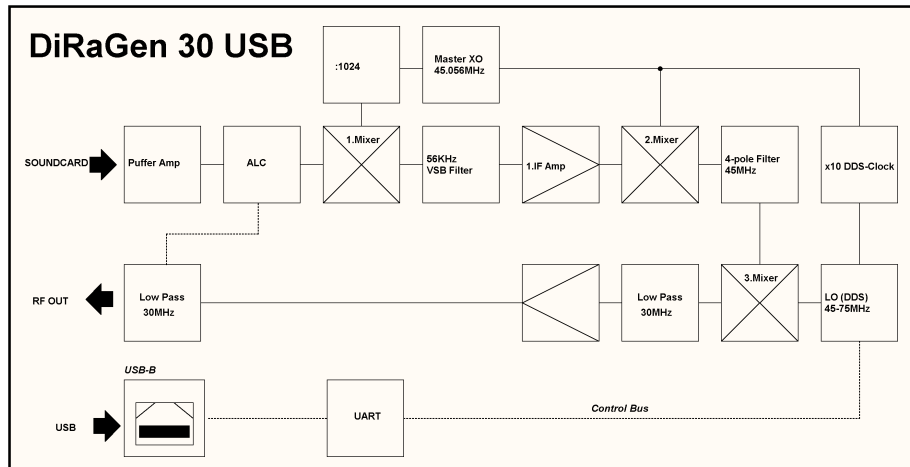 DiRaGen 30 USB
:1024
Master XO
45.056MHz
SOUNDCARD
Puffer Amp
ALC
1.Mixer
56KHz
VSB Filter
1.IF Amp
2.Mixer
4-pole Filter
45MHz
x10 DDS-Clock
RF OUT
Low Pass
30MHz
Low Pass
30MHz
3.Mixer
LO (DDS)
45-75MHz
USB-B
USB
UART
Control Bus